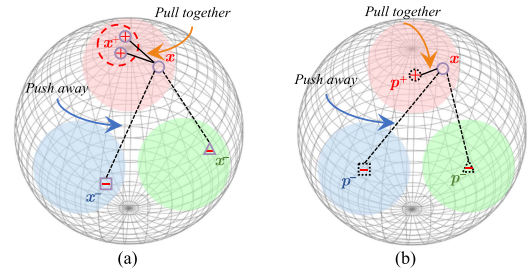 Pull together
x⁺
x
Push away
x⁻
x⁻
(a)
Pull together
x
p⁺
Push away
p⁻
p⁻
(b)